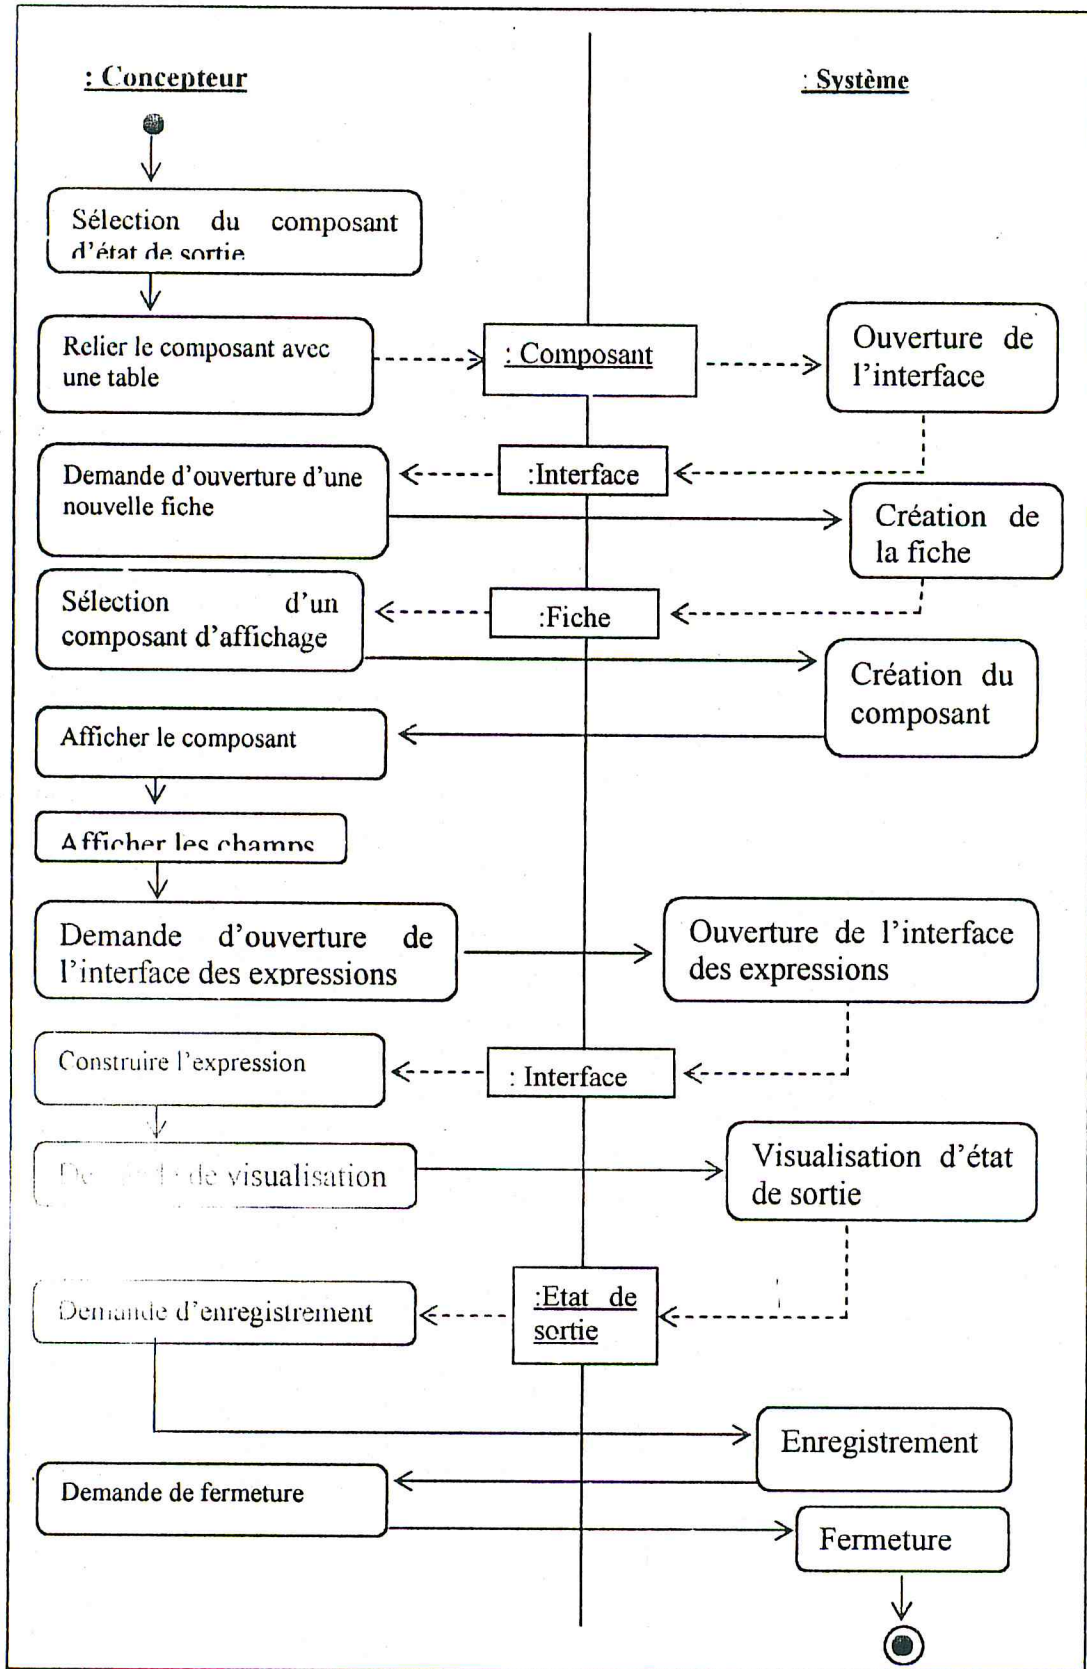 : Concepteur
: Système
Sélection du composant
d'état de sortie
Relier le composant avec
une table
: Composant
Ouverture de
l'interface
Demande d'ouverture d'une
nouvelle fiche
:Interface
Création de
la fiche
Sélection d'un
composant d'affichage
:Fiche
Création du
composant
Afficher le composant
Afficher les champs
Demande d'ouverture de
l'interface des expressions
Ouverture de l'interface
des expressions
Construire l'expression
: Interface
de visualisation
Visualisation d'état
de sortie
Demande d'enregistrement
:Etat de
sortie
Enregistrement
Demande de fermeture
Fermeture